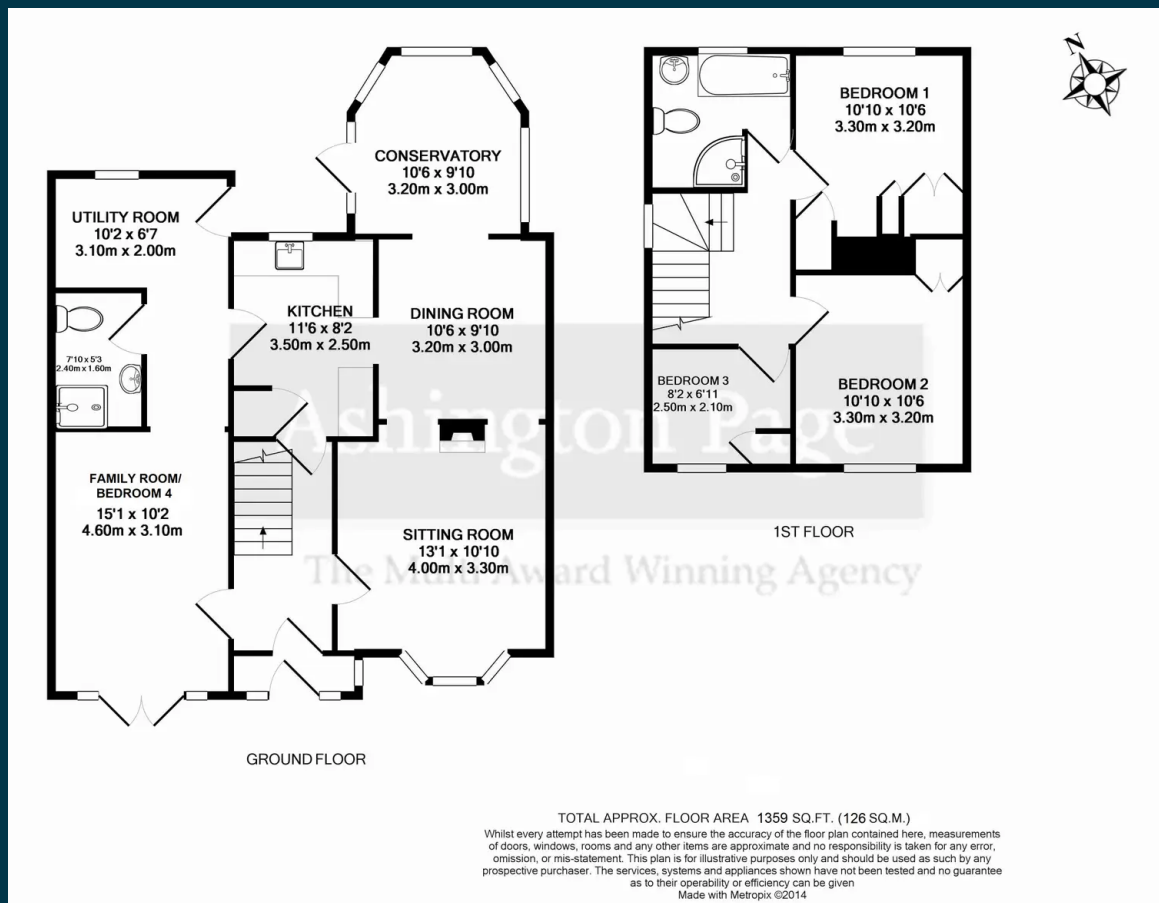 CONSERVATORY
10'6 x 9'10
3.20m x 3.00m
UTILITY ROOM
10'2 x 6'7
3.10m x 2.00m
KITCHEN
11'6 x 8'2
3.50m x 2.50m
DINING ROOM
10'6 x 9'10
3.20m x 3.00m
7'10 x 5'3
2.40m x 1.60m
FAMILY ROOM/
BEDROOM 4
15'1 x 10'2
4.60m x 3.10m
SITTING ROOM
13'1 x 10'10
4.00m x 3.30m
GROUND FLOOR
BEDROOM 1
10'10 x 10'6
3.30m x 3.20m
BEDROOM 3
8'2 x 6'11
2.50m x 2.10m
BEDROOM 2
10'10 x 10'6
3.30m x 3.20m
1ST FLOOR
N
Ashington Page
The Multi Award Winning Agency
TOTAL APPROX. FLOOR AREA 1359 SQ.FT. (126 SQ.M.)
Whilst every attempt has been made to ensure the accuracy of the floor plan contained here, measurements
of doors, windows, rooms and any other items are approximate and no responsibility is taken for any error,
omission, or mis-statement. This plan is for illustrative purposes only and should be used as such by any
prospective purchaser. The services, systems and appliances shown have not been tested and no guarantee
as to their operability or efficiency can be given
Made with Metropix ©2014